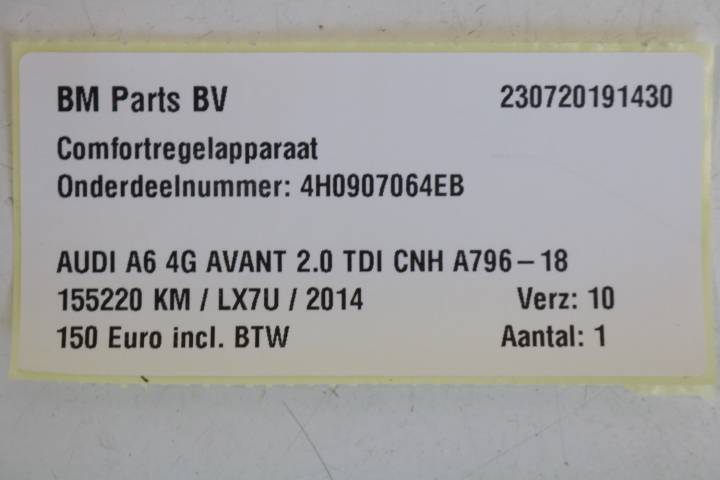 BM Parts BV 230720191430
Comfortregelapparaat
Onderdeelnummer: 4H0907064EB
AUDI A6 4G AVANT 2.0 TDI CNH A796-18
155220 KM / LX7U / 2014 Verz: 10
150 Euro incl. BTW Aantal: 1